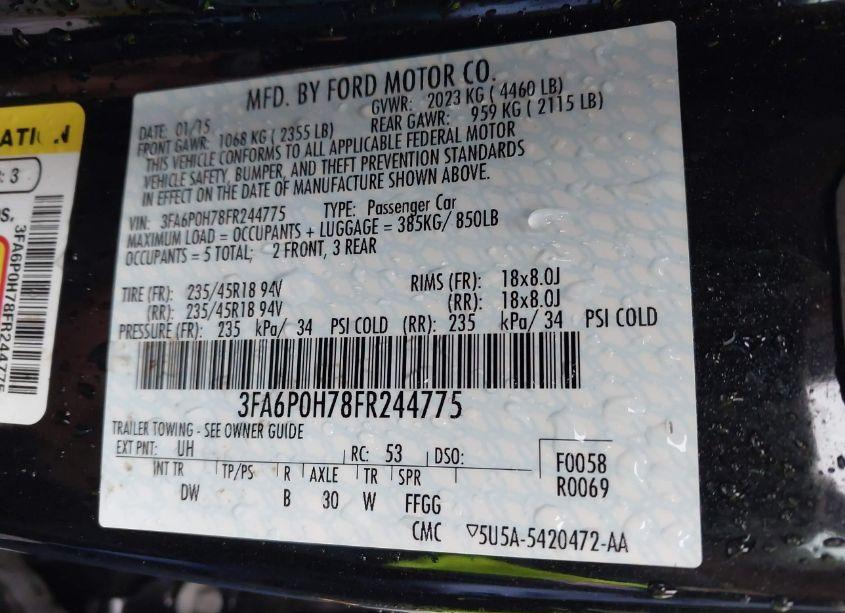 MFD. BY FORD MOTOR CO.
DATE: 01/15 GVWR: 2023 KG ( 4460 LB)
FRONT GAWR: 1068 KG ( 2355 LB) REAR GAWR: 959 KG ( 2115 LB)
THIS VEHICLE CONFORMS TO ALL APPLICABLE FEDERAL MOTOR
VEHICLE SAFETY, BUMPER, AND THEFT PREVENTION STANDARDS
IN EFFECT ON THE DATE OF MANUFACTURE SHOWN ABOVE.
VIN: 3FA6P0H78FR244775 TYPE: Passenger Car
MAXIMUM LOAD = OCCUPANTS + LUGGAGE = 385KG/ 850LB
OCCUPANTS = 5 TOTAL; 2 FRONT, 3 REAR
TIRE (FR): 235/45R18 94V RIMS (FR): 18x8.0J
(RR): 235/45R18 94V (RR): 18x8.0J
PRESSURE (FR): 235 kPa/ 34 PSI COLD (RR): 235 kPa/ 34 PSI COLD
3FA6P0H78FR244775
TRAILER TOWING - SEE OWNER GUIDE
EXT PNT: UH RC: 53 DSO:
INT TR TP/PS R AXLE TR SPR
DW B 30 W FFGG
F0058
R0069
CMC ▽5U5A-5420472-AA
: 3
3FA6P0H78FR244775